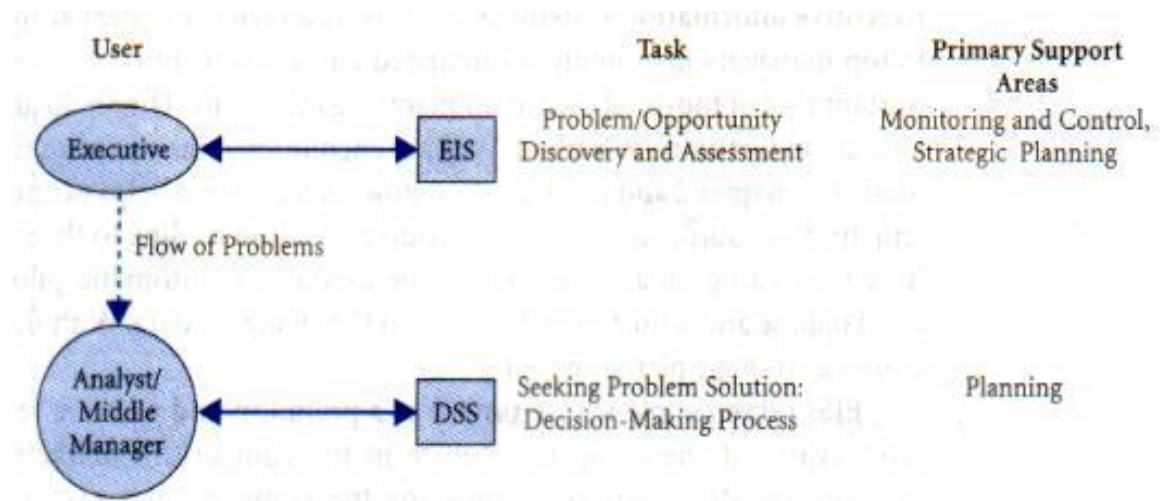 User
Task
Primary Support
Areas
Executive
EIS
Problem/Opportunity
Discovery and Assessment
Monitoring and Control,
Strategic Planning
Flow of Problems
Analyst/
Middle
Manager
DSS
Seeking Problem Solution:
Decision-Making Process
Planning